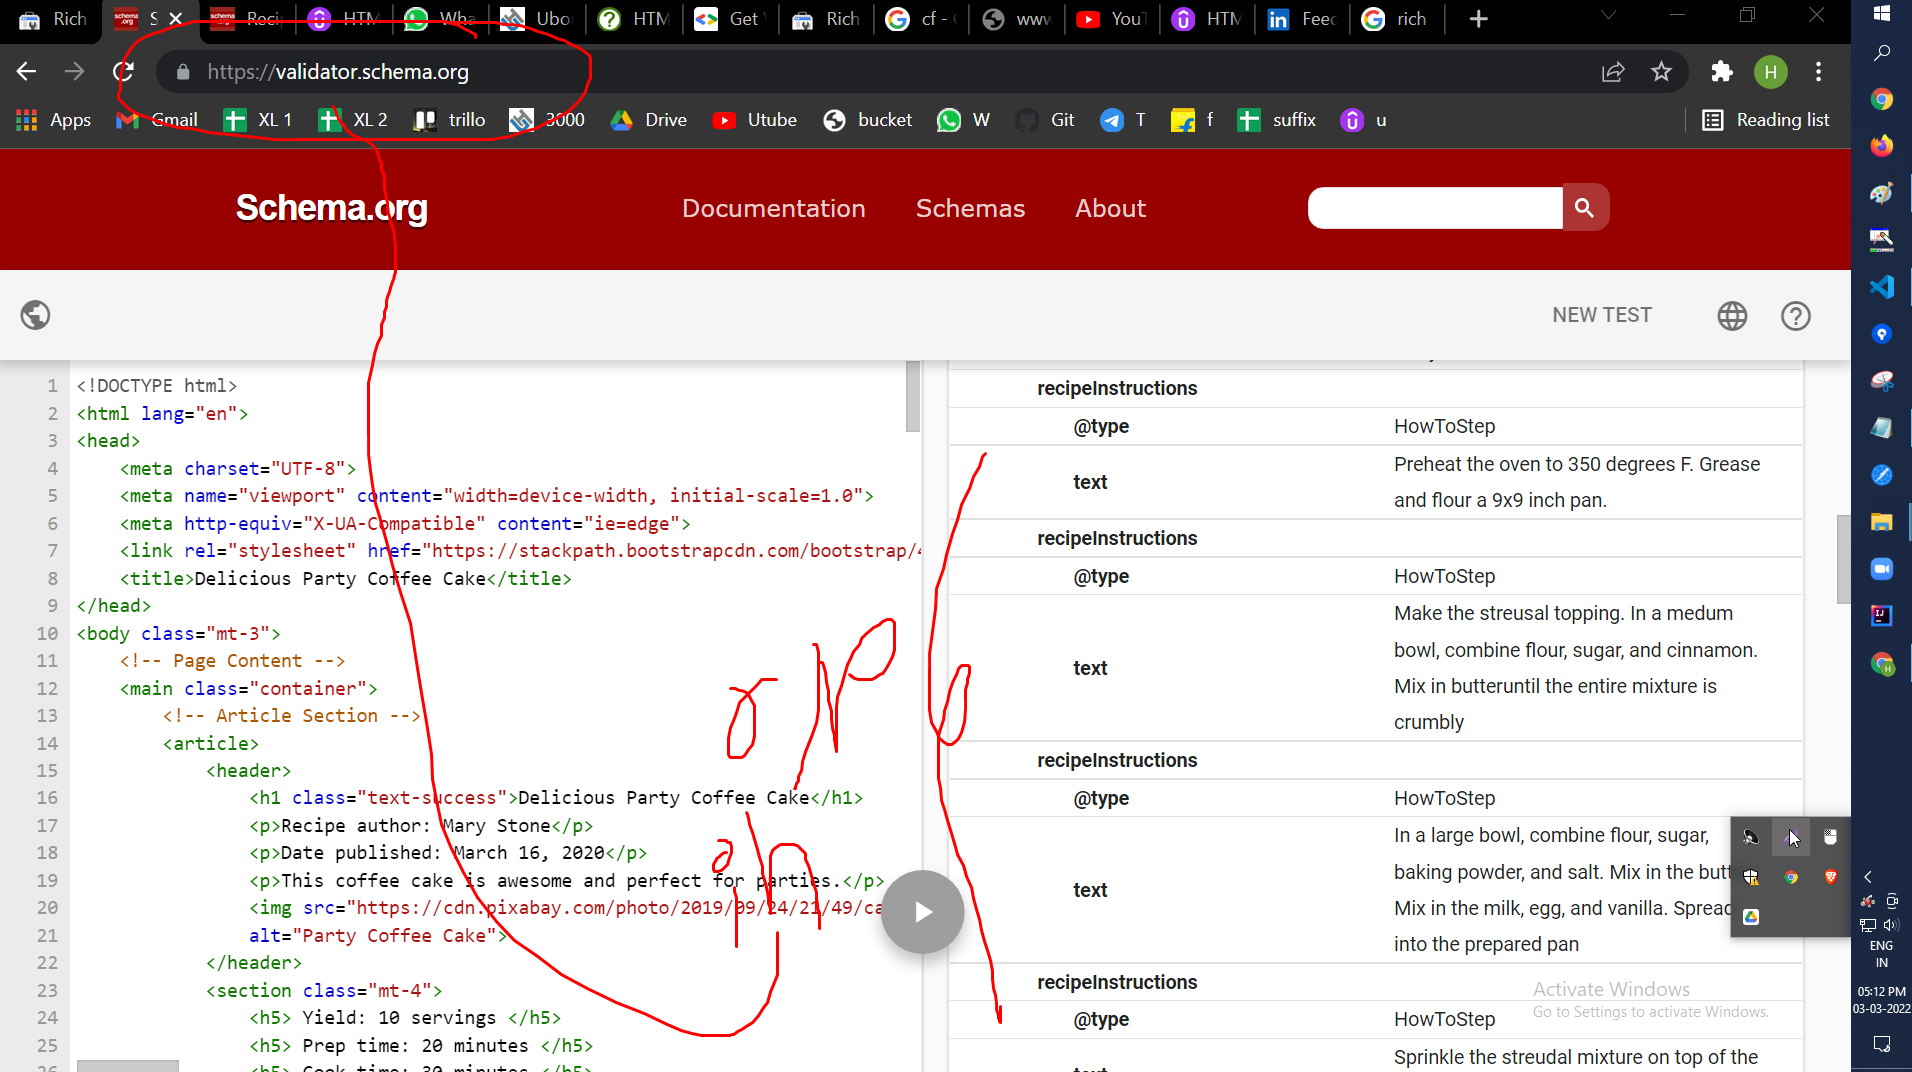 Rich
S
Reci
HTM
Wha
Ubo
HTM
Get
Rich
cf -
www
YouT
HTM
Feec
rich
https://validator.schema.org
Apps
Gmail
XL 1
XL 2
trillo
3000
Drive
Utube
bucket
W
Git
T
f
suffix
u
Reading list
Schema.org
Documentation
Schemas
About
NEW TEST
1 <!DOCTYPE html>
2 <html lang="en">
3 <head>
4 <meta charset="UTF-8">
5 <meta name="viewport" content="width=device-width, initial-scale=1.0">
6 <meta http-equiv="X-UA-Compatible" content="ie=edge">
7 <link rel="stylesheet" href="https://stackpath.bootstrapcdn.com/bootstrap/4
8 <title>Delicious Party Coffee Cake</title>
9 </head>
10 <body class="mt-3">
11 <!-- Page Content -->
12 <main class="container">
13 <!-- Article Section -->
14 <article>
15 <header>
16 <h1 class="text-success">Delicious Party Coffee Cake</h1>
17 <p>Recipe author: Mary Stone</p>
18 <p>Date published: March 16, 2020</p>
19 <p>This coffee cake is awesome and perfect for parties.</p>
20 <img src="https://cdn.pixabay.com/photo/2019/09/24/21/49/ca
21 alt="Party Coffee Cake">
22 </header>
23 <section class="mt-4">
24 <h5> Yield: 10 servings </h5>
25 <h5> Prep time: 20 minutes </h5>
26 <h5> Cook time: 30 minutes </h5>
recipeInstructions
@type HowToStep
text Preheat the oven to 350 degrees F. Grease
and flour a 9x9 inch pan.
recipeInstructions
@type HowToStep
text Make the streusal topping. In a medum
bowl, combine flour, sugar, and cinnamon.
Mix in butteruntil the entire mixture is
crumbly
recipeInstructions
@type HowToStep
text In a large bowl, combine flour, sugar,
baking powder, and salt. Mix in the butt
Mix in the milk, egg, and vanilla. Spread
into the prepared pan
recipeInstructions
@type HowToStep
text Sprinkle the streudal mixture on top of the
Activate Windows
Go to Settings to activate Windows.
ENG
IN
05:12 PM
03-03-2022